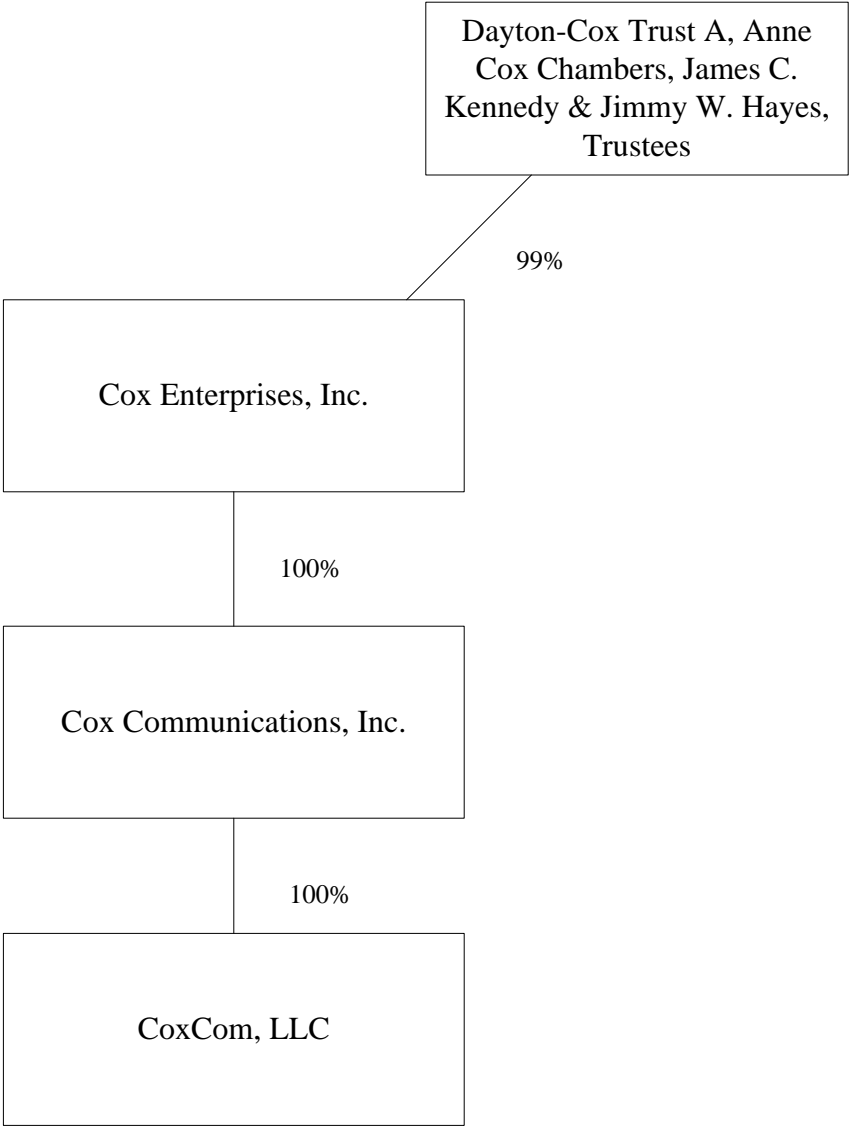 Dayton-Cox Trust A, Anne
Cox Chambers, James C.
Kennedy & Jimmy W. Hayes,
Trustees
99%
Cox Enterprises, Inc.
100%
Cox Communications, Inc.
100%
CoxCom, LLC